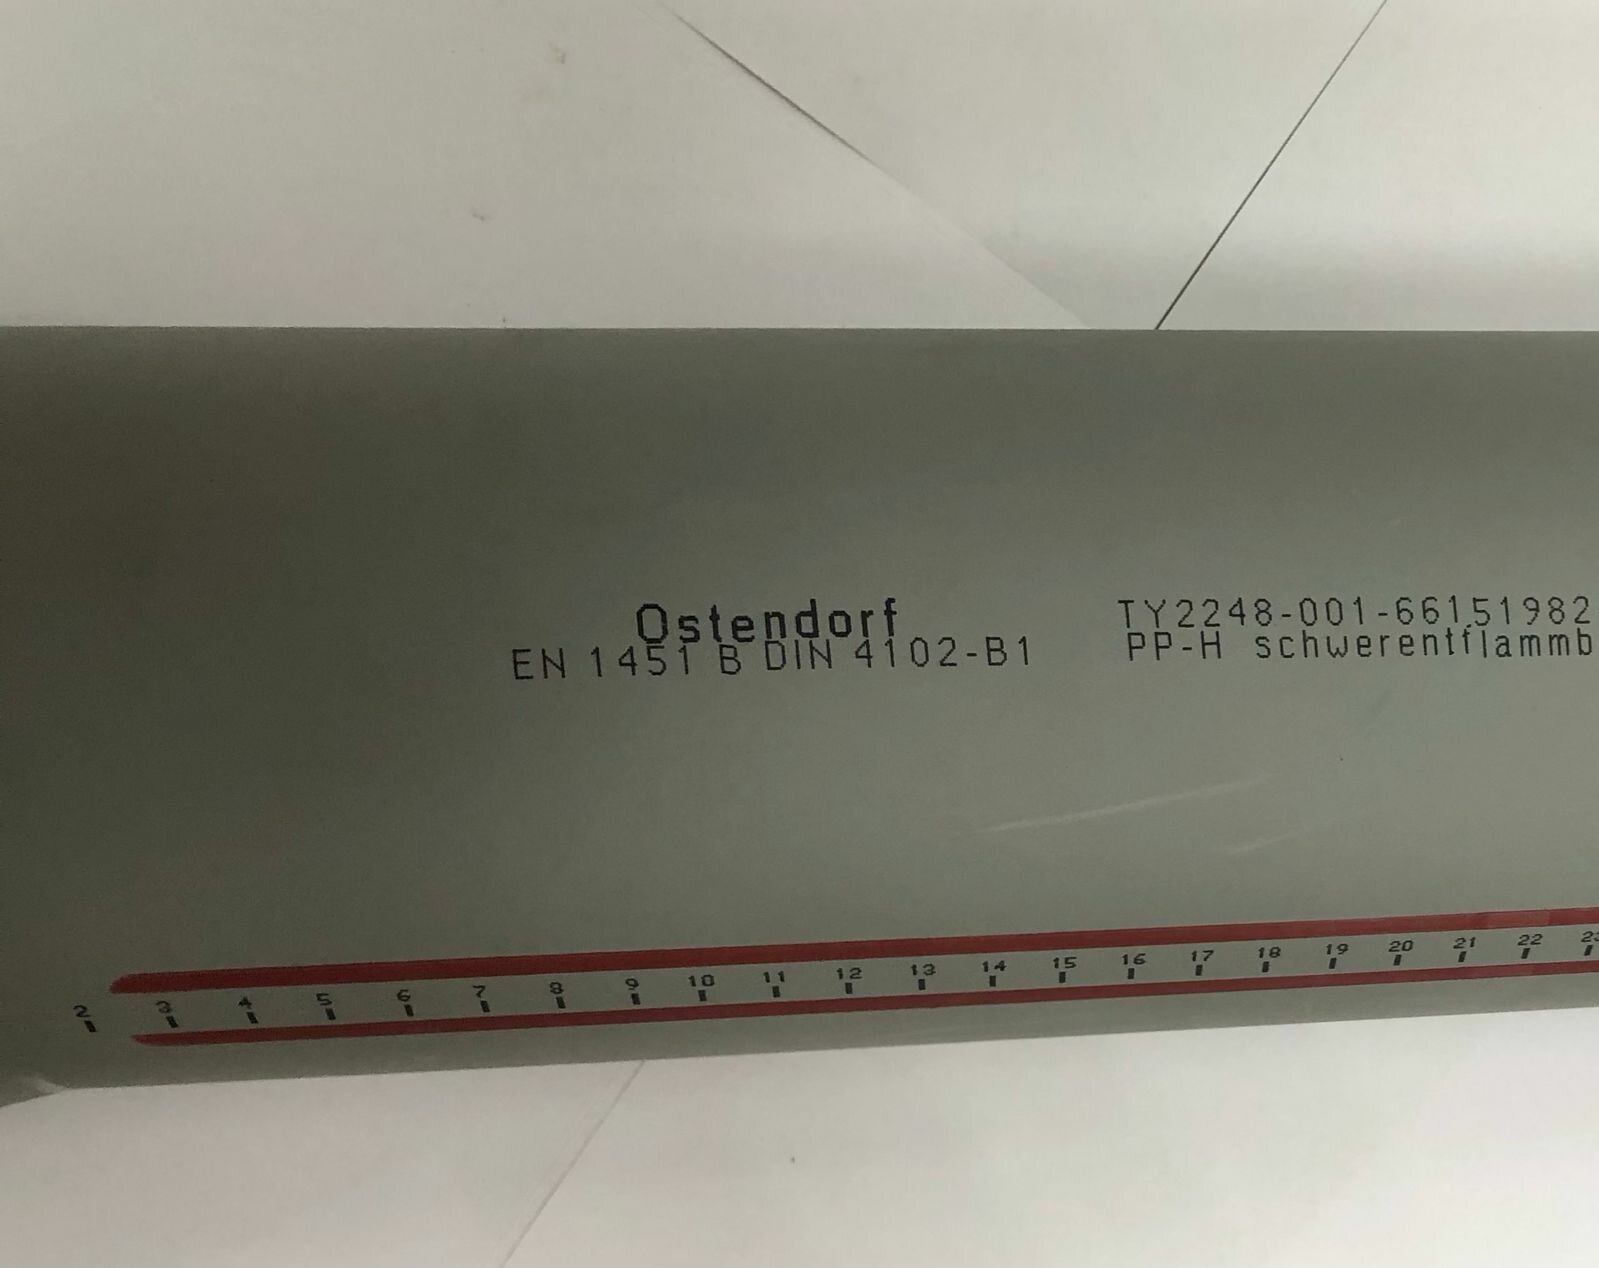 Ostendorf
EN 1451 B DIN 4102-B1
TY2248-001-66151982
PP-H schwerentflammb
2 3 4 5 6 7 8 9 10 11 12 13 14 15 16 17 18 19 20 21 22